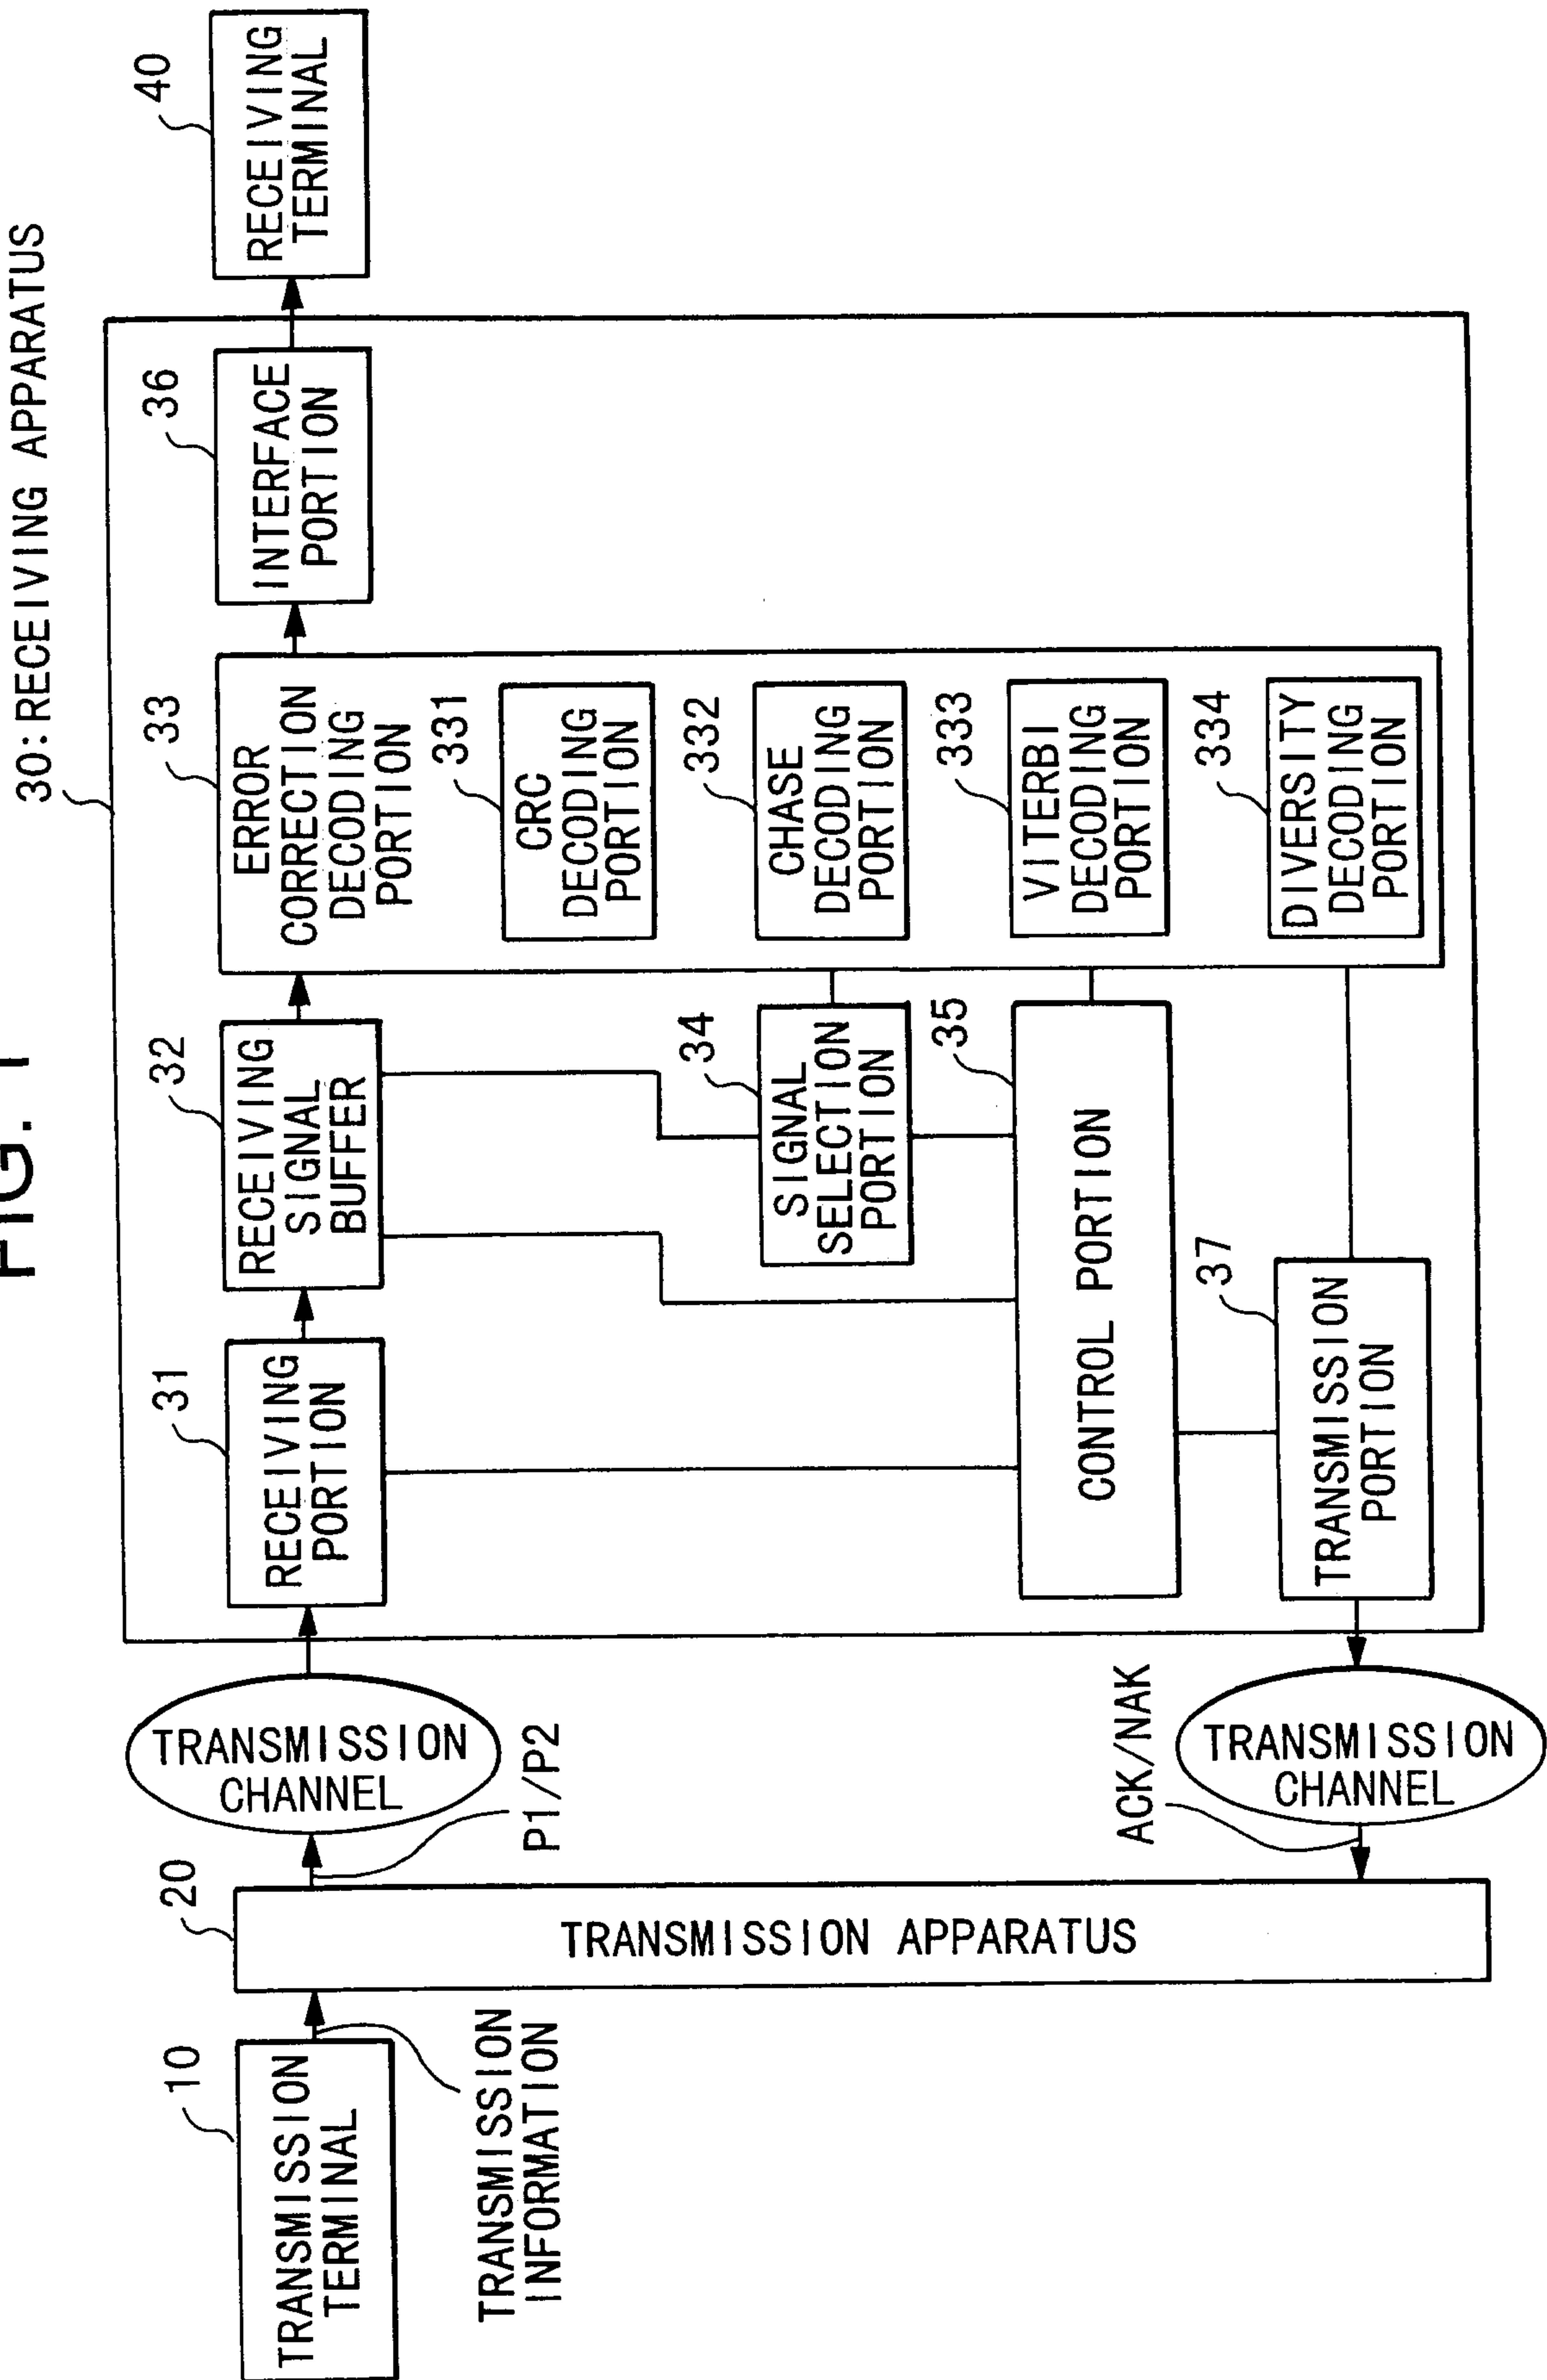 FIG. 1
30:RECEIVING APPARATUS
10
TRANSMISSION
TERMINAL
TRANSMISSION
INFORMATION
20
TRANSMISSION APPARATUS
TRANSMISSION
CHANNEL
P1/P2
ACK/NAK
TRANSMISSION
CHANNEL
31
RECEIVING
PORTION
32
RECEIVING
SIGNAL
BUFFER
33
ERROR
CORRECTION
DECODING
PORTION
331
CRC
DECODING
PORTION
332
CHASE
DECODING
PORTION
333
VITERBI
DECODING
PORTION
334
DIVERSITY
DECODING
PORTION
34
SIGNAL
SELECTION
PORTION
35
CONTROL PORTION
37
TRANSMISSION
PORTION
36
INTERFACE
PORTION
40
RECEIVING
TERMINAL